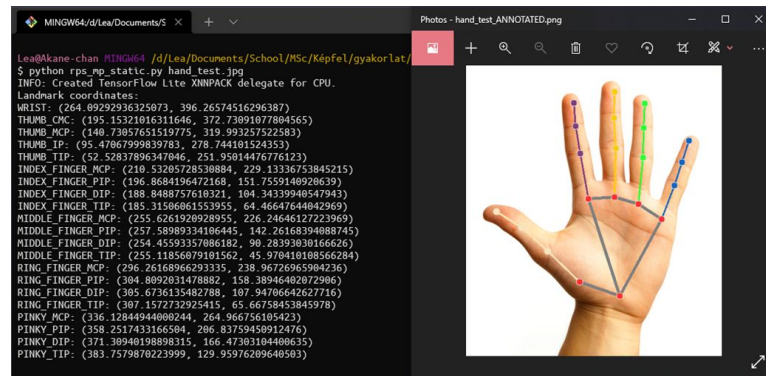 MINGW64:/d/Lea/Documents/S
Photos - hand_test_ANNOTATED.png
Lea@Akane-chan MINGW64 /d/Lea/Documents/School/MSc/Képfel/gyakorlat/
$ python rps_mp_static.py hand_test.jpg
INFO: Created TensorFlow Lite XNNPACK delegate for CPU.
Landmark coordinates:
WRIST: (264.09292936325073, 396.26574516296387)
THUMB_CMC: (195.15321016311646, 372.73091077804565)
THUMB_MCP: (140.73057651519775, 319.993257522583)
THUMB_IP: (95.47067999839783, 278.744101524353)
THUMB_TIP: (52.52837896347046, 251.95014476776123)
INDEX_FINGER_MCP: (210.53205728530884, 229.13336753845215)
INDEX_FINGER_PIP: (196.8684196472168, 151.7559140920639)
INDEX_FINGER_DIP: (188.8488757610321, 104.34339940547943)
INDEX_FINGER_TIP: (185.31506061553955, 64.46647644042969)
MIDDLE_FINGER_MCP: (255.6261920928955, 226.24646127223969)
MIDDLE_FINGER_PIP: (257.58989334106445, 142.26168394088745)
MIDDLE_FINGER_DIP: (254.45593357086182, 90.28393030166626)
MIDDLE_FINGER_TIP: (255.11856079101562, 45.970410108566284)
RING_FINGER_MCP: (296.26168966293335, 238.96726965904236)
RING_FINGER_PIP: (304.8092031478882, 158.38946402072906)
RING_FINGER_DIP: (305.6736135482788, 107.94706642627716)
RING_FINGER_TIP: (307.1572732925415, 65.66758453845978)
PINKY_MCP: (336.12844944000244, 264.966756105423)
PINKY_PIP: (358.2517433166504, 206.83759450912476)
PINKY_DIP: (371.30940198898315, 166.47303104400635)
PINKY_TIP: (383.7579870223999, 129.95976209640503)